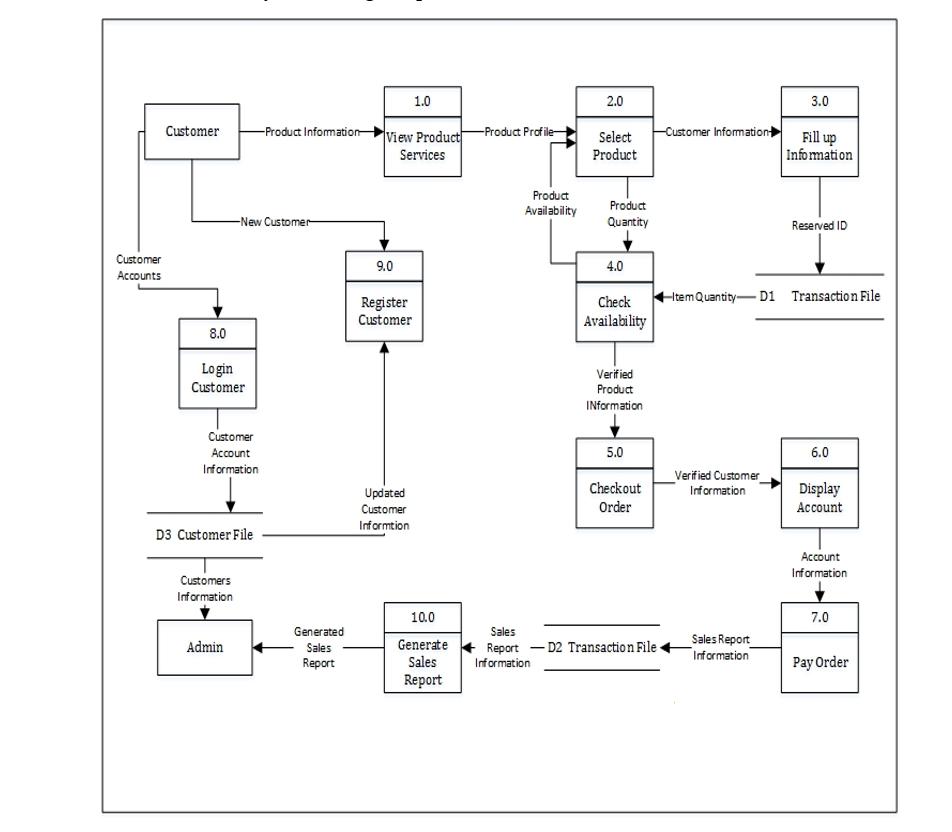 1.0
2.0
3.0
Customer
Product Information
View Product
Services
Product Profile
Select
Product
Customer Information
Fill up
Information
Product
Availability
Product
Quantity
New Customer
Reserved ID
Customer
Accounts
9.0
Register
Customer
4.0
Check
Availability
Item Quantity
D1 Transaction File
8.0
Login
Customer
Verified
Product
INformation
Customer
Account
Information
5.0
Checkout
Order
Verified Customer
Information
6.0
Display
Account
Updated
Customer
Informtion
D3 Customer File
Account
Information
Customers
Information
Admin
Generated
Sales
Report
10.0
Generate
Sales
Report
Sales
Report
Information
D2 Transaction File
Sales Report
Information
7.0
Pay Order